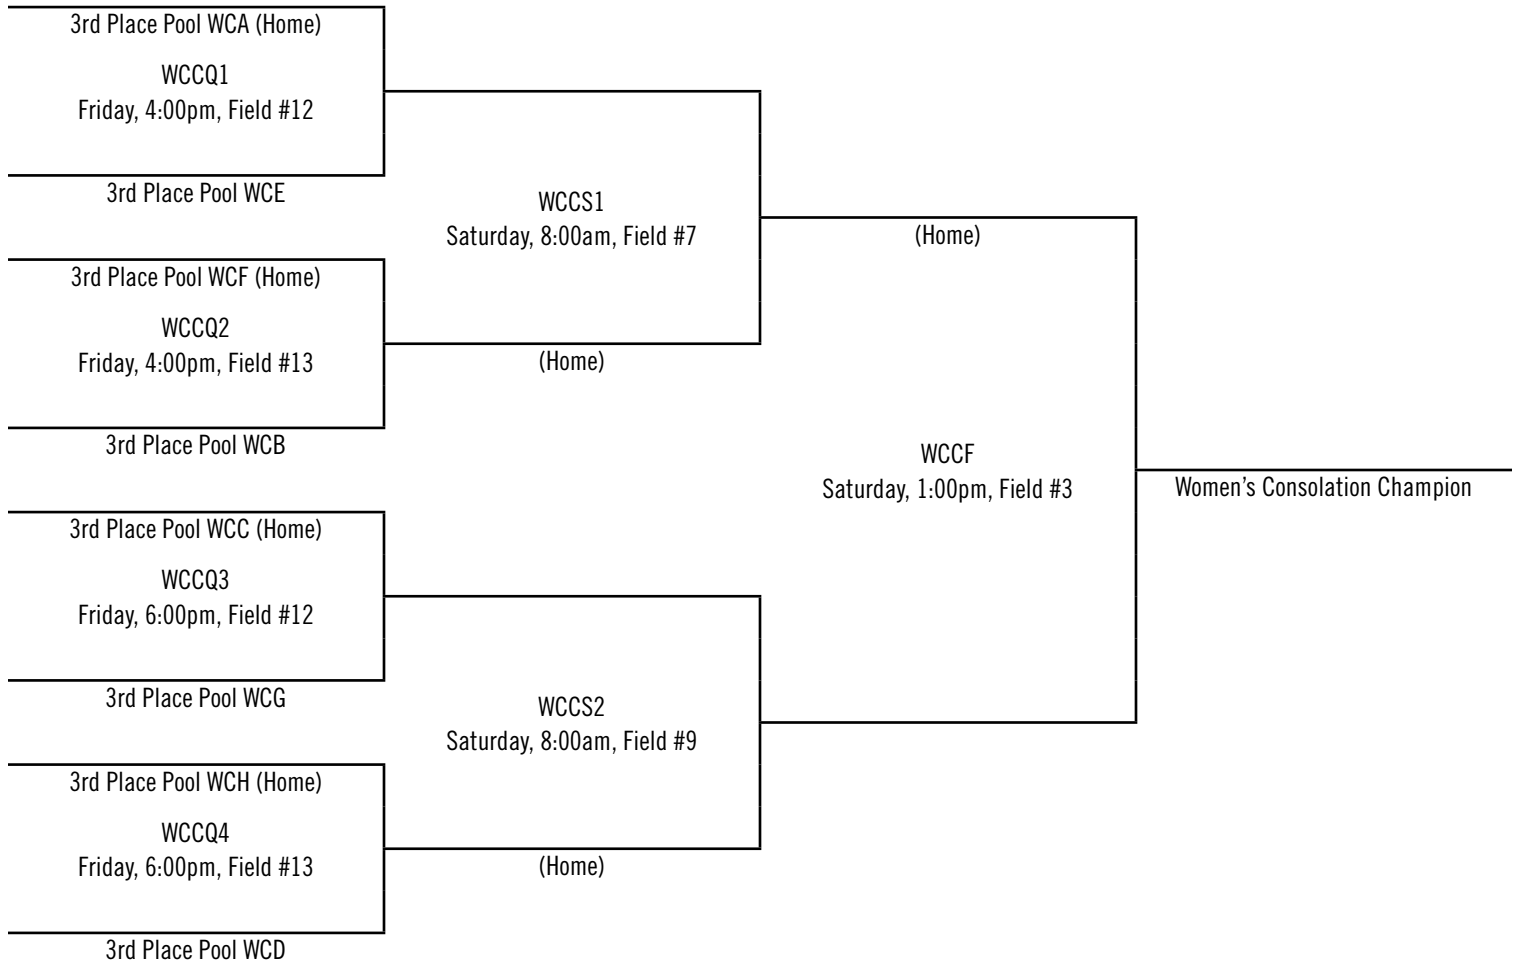 3rd Place Pool WCA (Home)
WCCQ1
Friday, 4:00pm, Field #12
3rd Place Pool WCE
WCCS1
Saturday, 8:00am, Field #7
(Home)
3rd Place Pool WCF (Home)
WCCQ2
Friday, 4:00pm, Field #13
(Home)
3rd Place Pool WCB
WCCF
Saturday, 1:00pm, Field #3
Women’s Consolation Champion
3rd Place Pool WCC (Home)
WCCQ3
Friday, 6:00pm, Field #12
3rd Place Pool WCG
WCCS2
Saturday, 8:00am, Field #9
3rd Place Pool WCH (Home)
WCCQ4
Friday, 6:00pm, Field #13
(Home)
3rd Place Pool WCD